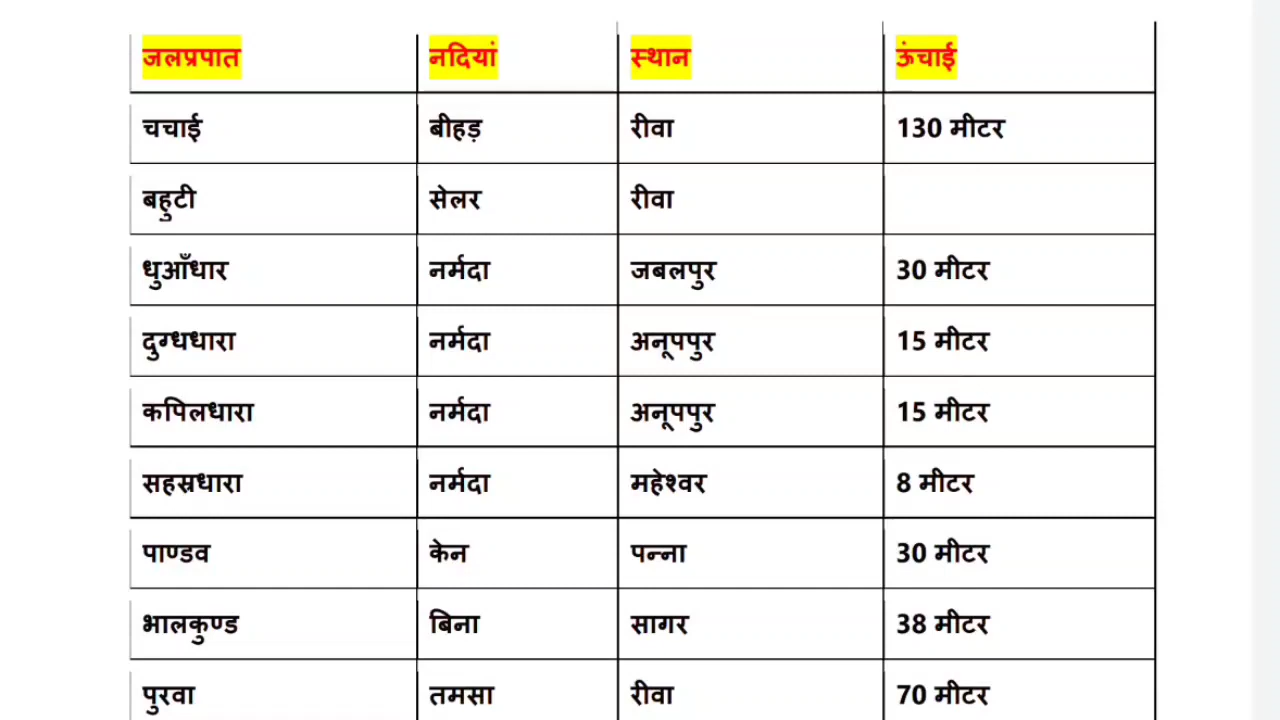 जलप्रपात नदियां स्थान ऊंचाई
चचाई बीहड़ रीवा 130 मीटर
बहुटी सेलर रीवा
धुआँधार नर्मदा जबलपुर 30 मीटर
दुग्धधारा नर्मदा अनूपपुर 15 मीटर
कपिलधारा नर्मदा अनूपपुर 15 मीटर
सहस्रधारा नर्मदा महेश्वर 8 मीटर
पाण्डव केन पन्ना 30 मीटर
भालकुण्ड बिना सागर 38 मीटर
पुरवा तमसा रीवा 70 मीटर